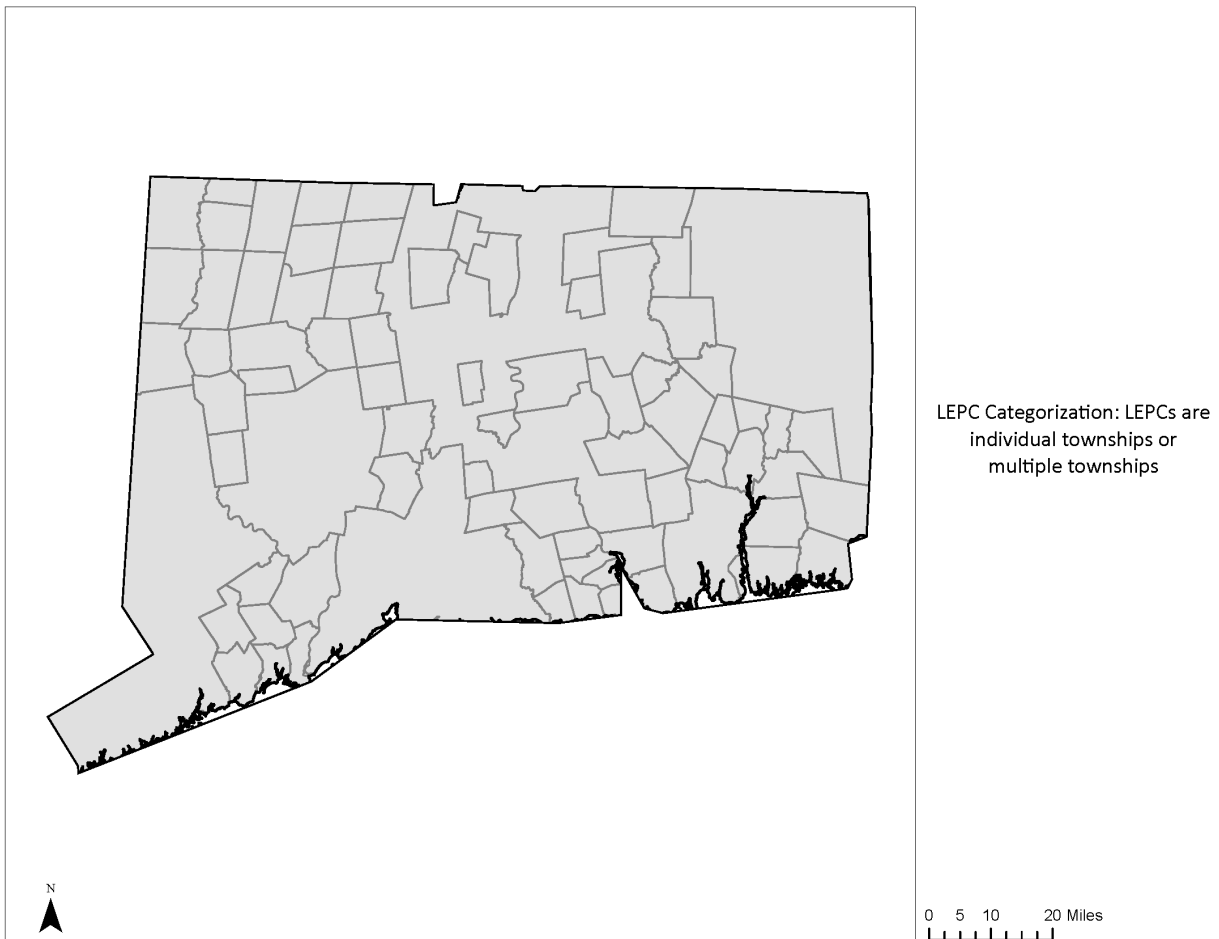 LEPC Categorization: LEPCs are
individual townships or
multiple townships
N
0 5 10 20 Miles